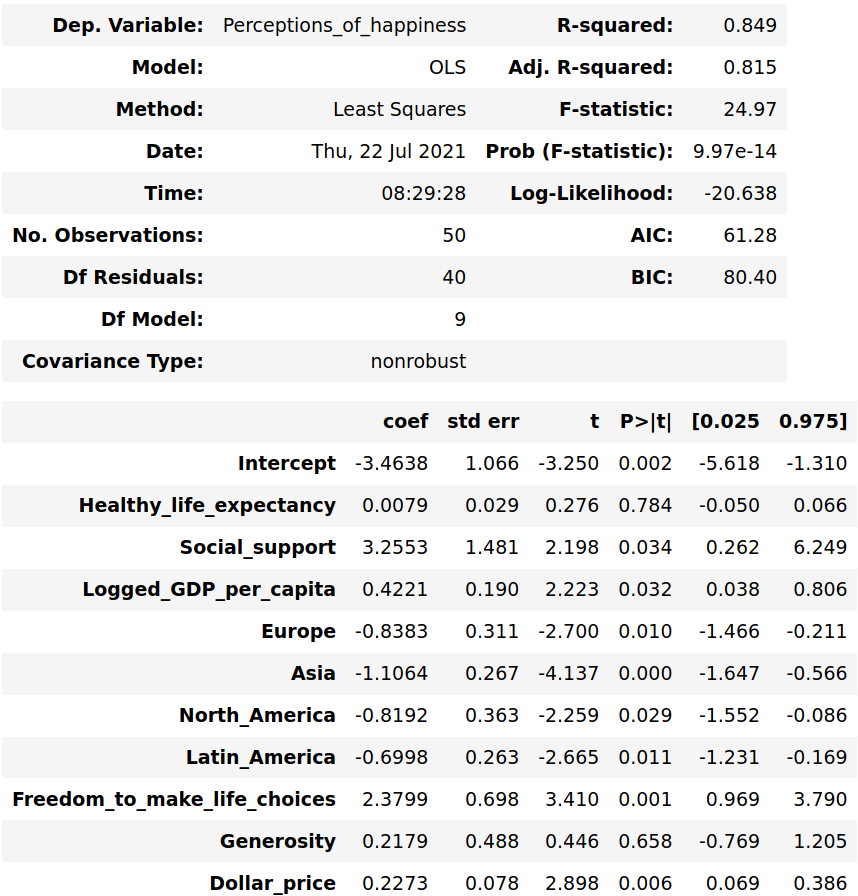 Dep. Variable: Perceptions_of_happiness R-squared: 0.849
Model: OLS Adj. R-squared: 0.815
Method: Least Squares F-statistic: 24.97
Date: Thu, 22 Jul 2021 Prob (F-statistic): 9.97e-14
Time: 08:29:28 Log-Likelihood: -20.638
No. Observations: 50 AIC: 61.28
Df Residuals: 40 BIC: 80.40
Df Model: 9
Covariance Type: nonrobust
coef std err t P>|t| [0.025 0.975]
Intercept -3.4638 1.066 -3.250 0.002 -5.618 -1.310
Healthy_life_expectancy 0.0079 0.029 0.276 0.784 -0.050 0.066
Social_support 3.2553 1.481 2.198 0.034 0.262 6.249
Logged_GDP_per_capita 0.4221 0.190 2.223 0.032 0.038 0.806
Europe -0.8383 0.311 -2.700 0.010 -1.466 -0.211
Asia -1.1064 0.267 -4.137 0.000 -1.647 -0.566
North_America -0.8192 0.363 -2.259 0.029 -1.552 -0.086
Latin_America -0.6998 0.263 -2.665 0.011 -1.231 -0.169
Freedom_to_make_life_choices 2.3799 0.698 3.410 0.001 0.969 3.790
Generosity 0.2179 0.488 0.446 0.658 -0.769 1.205
Dollar_price 0.2273 0.078 2.898 0.006 0.069 0.386